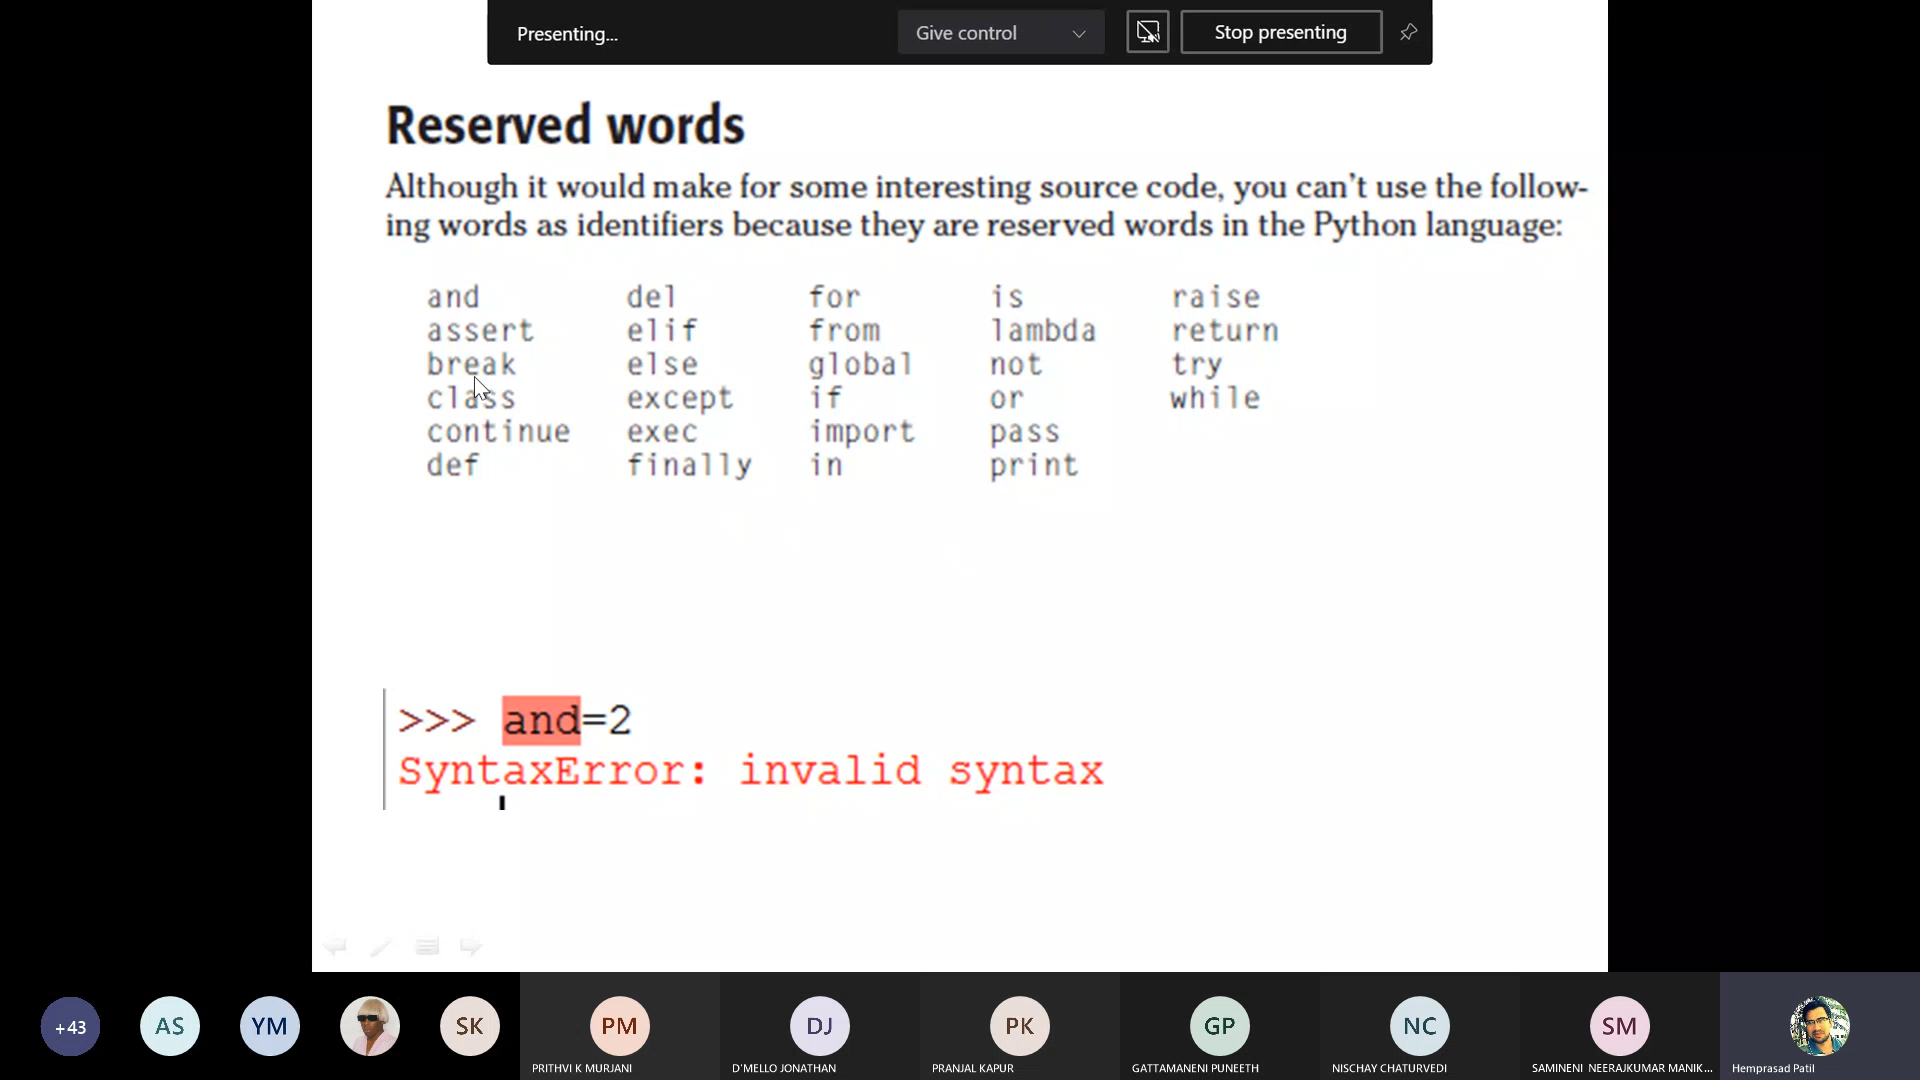 Presenting...
Give control
Stop presenting
Reserved words
Although it would make for some interesting source code, you can't use the follow-
ing words as identifiers because they are reserved words in the Python language:
and del for is raise
assert elif from lambda return
break else global not try
class except if or while
continue exec import pass
def finally in print
>>> and=2
SyntaxError: invalid syntax
+43 AS YM SK PM DJ PK GP NC SM
PRITHVI K MURJANI D'MELLO JONATHAN PRANJAL KAPUR GATTAMANENI PUNEETH NISCHAY CHATURVEDI SAMINENI NEERAJKUMAR MANIK... Hemprasad Patil